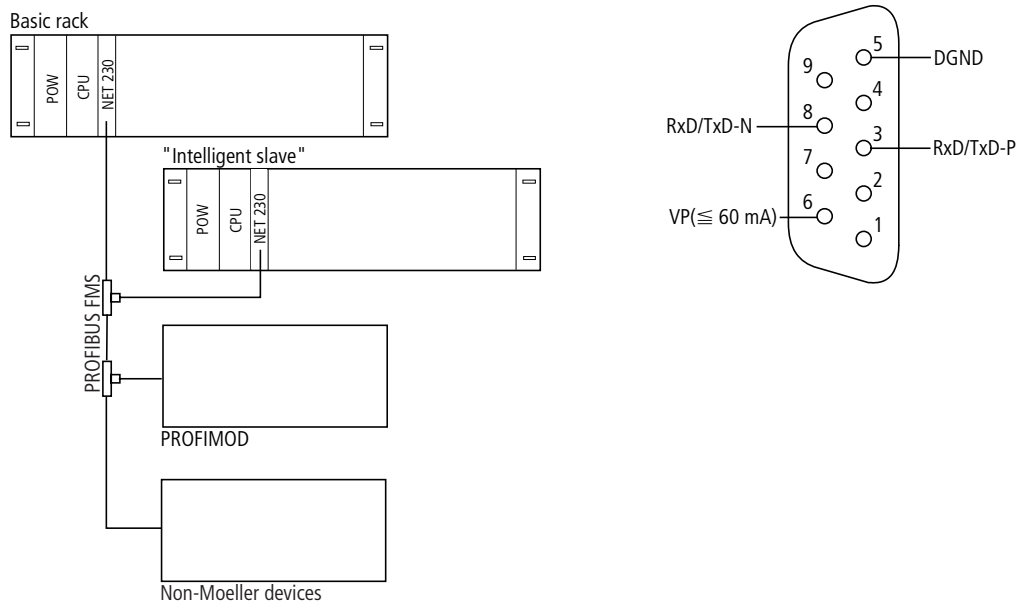 Basic rack
POW
CPU
NET 230
"Intelligent slave"
POW
CPU
NET 230
PROFIBUS FMS
PROFIMOD
Non-Moeller devices
5
DGND
9
4
RxD/TxD-N
8
3
RxD/TxD-P
7
2
VP(≦ 60 mA)
6
1